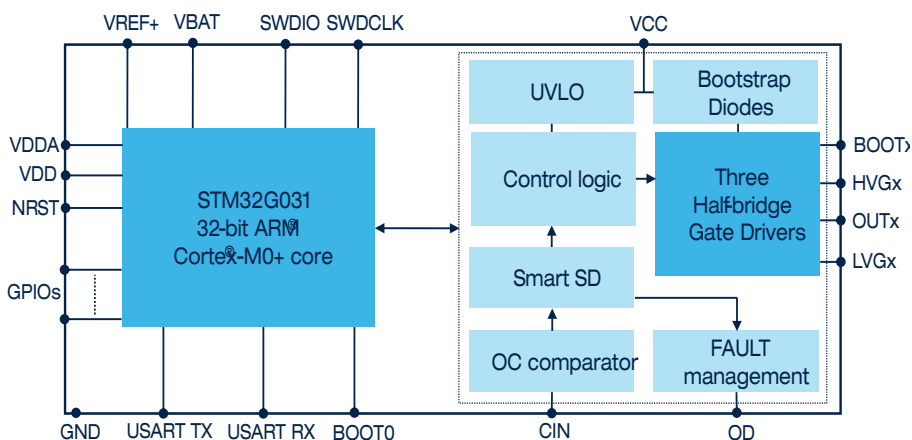 VREF+ VBAT SWDIO SWDCLK VCC
UVLO
Bootstrap
Diodes
VDDA
VDD
NRST
GPIOs
STM32G031
32-bit ARM®
Cortex®-M0+ core
Control logic
Three
Half-bridge
Gate Drivers
BOOTx
HVGx
OUTx
LVGx
Smart SD
OC comparator
FAULT
management
GND USART TX USART RX BOOT0 CIN OD